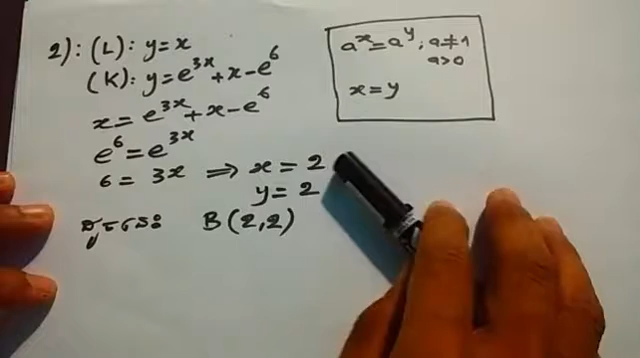 2): (L): y=x
(K): y=e^{3x}+x-e^{6}
x=e^{3x}+x-e^{6}
e^{6}=e^{3x}
6=3x ⇒ x=2
y=2
B(2,2)
a^{x}=a^{y}; a≠1
a>0
x=y